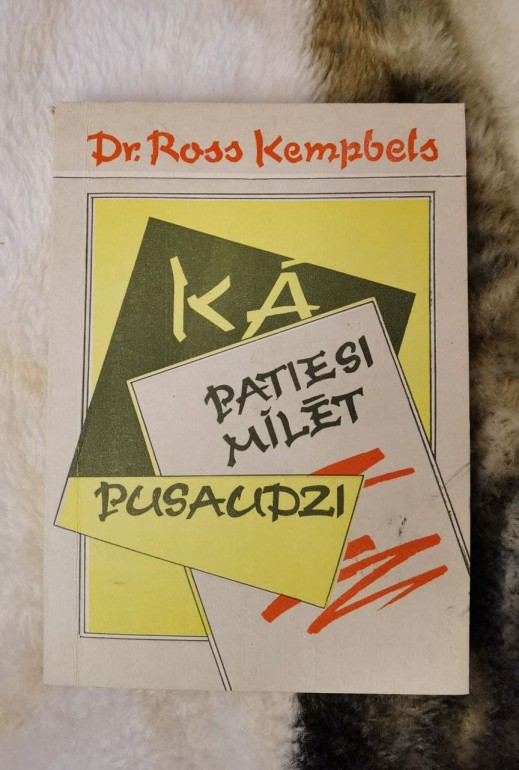 Dr. Ross Kempbels
KĀ
PATIESI
MĪLĒT
PUSAUDZI